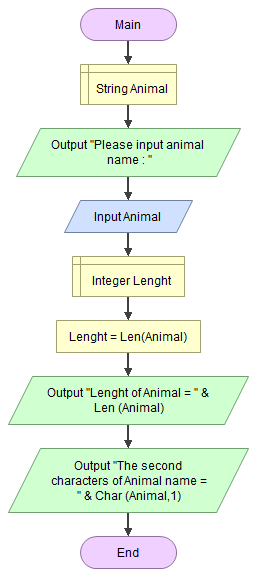 Main
String Animal
Output "Please input animal
name : "
Input Animal
Integer Lenght
Lenght = Len(Animal)
Output "Lenght of Animal = " &
Len (Animal)
Output "The second
characters of Animal name =
" & Char (Animal,1)
End